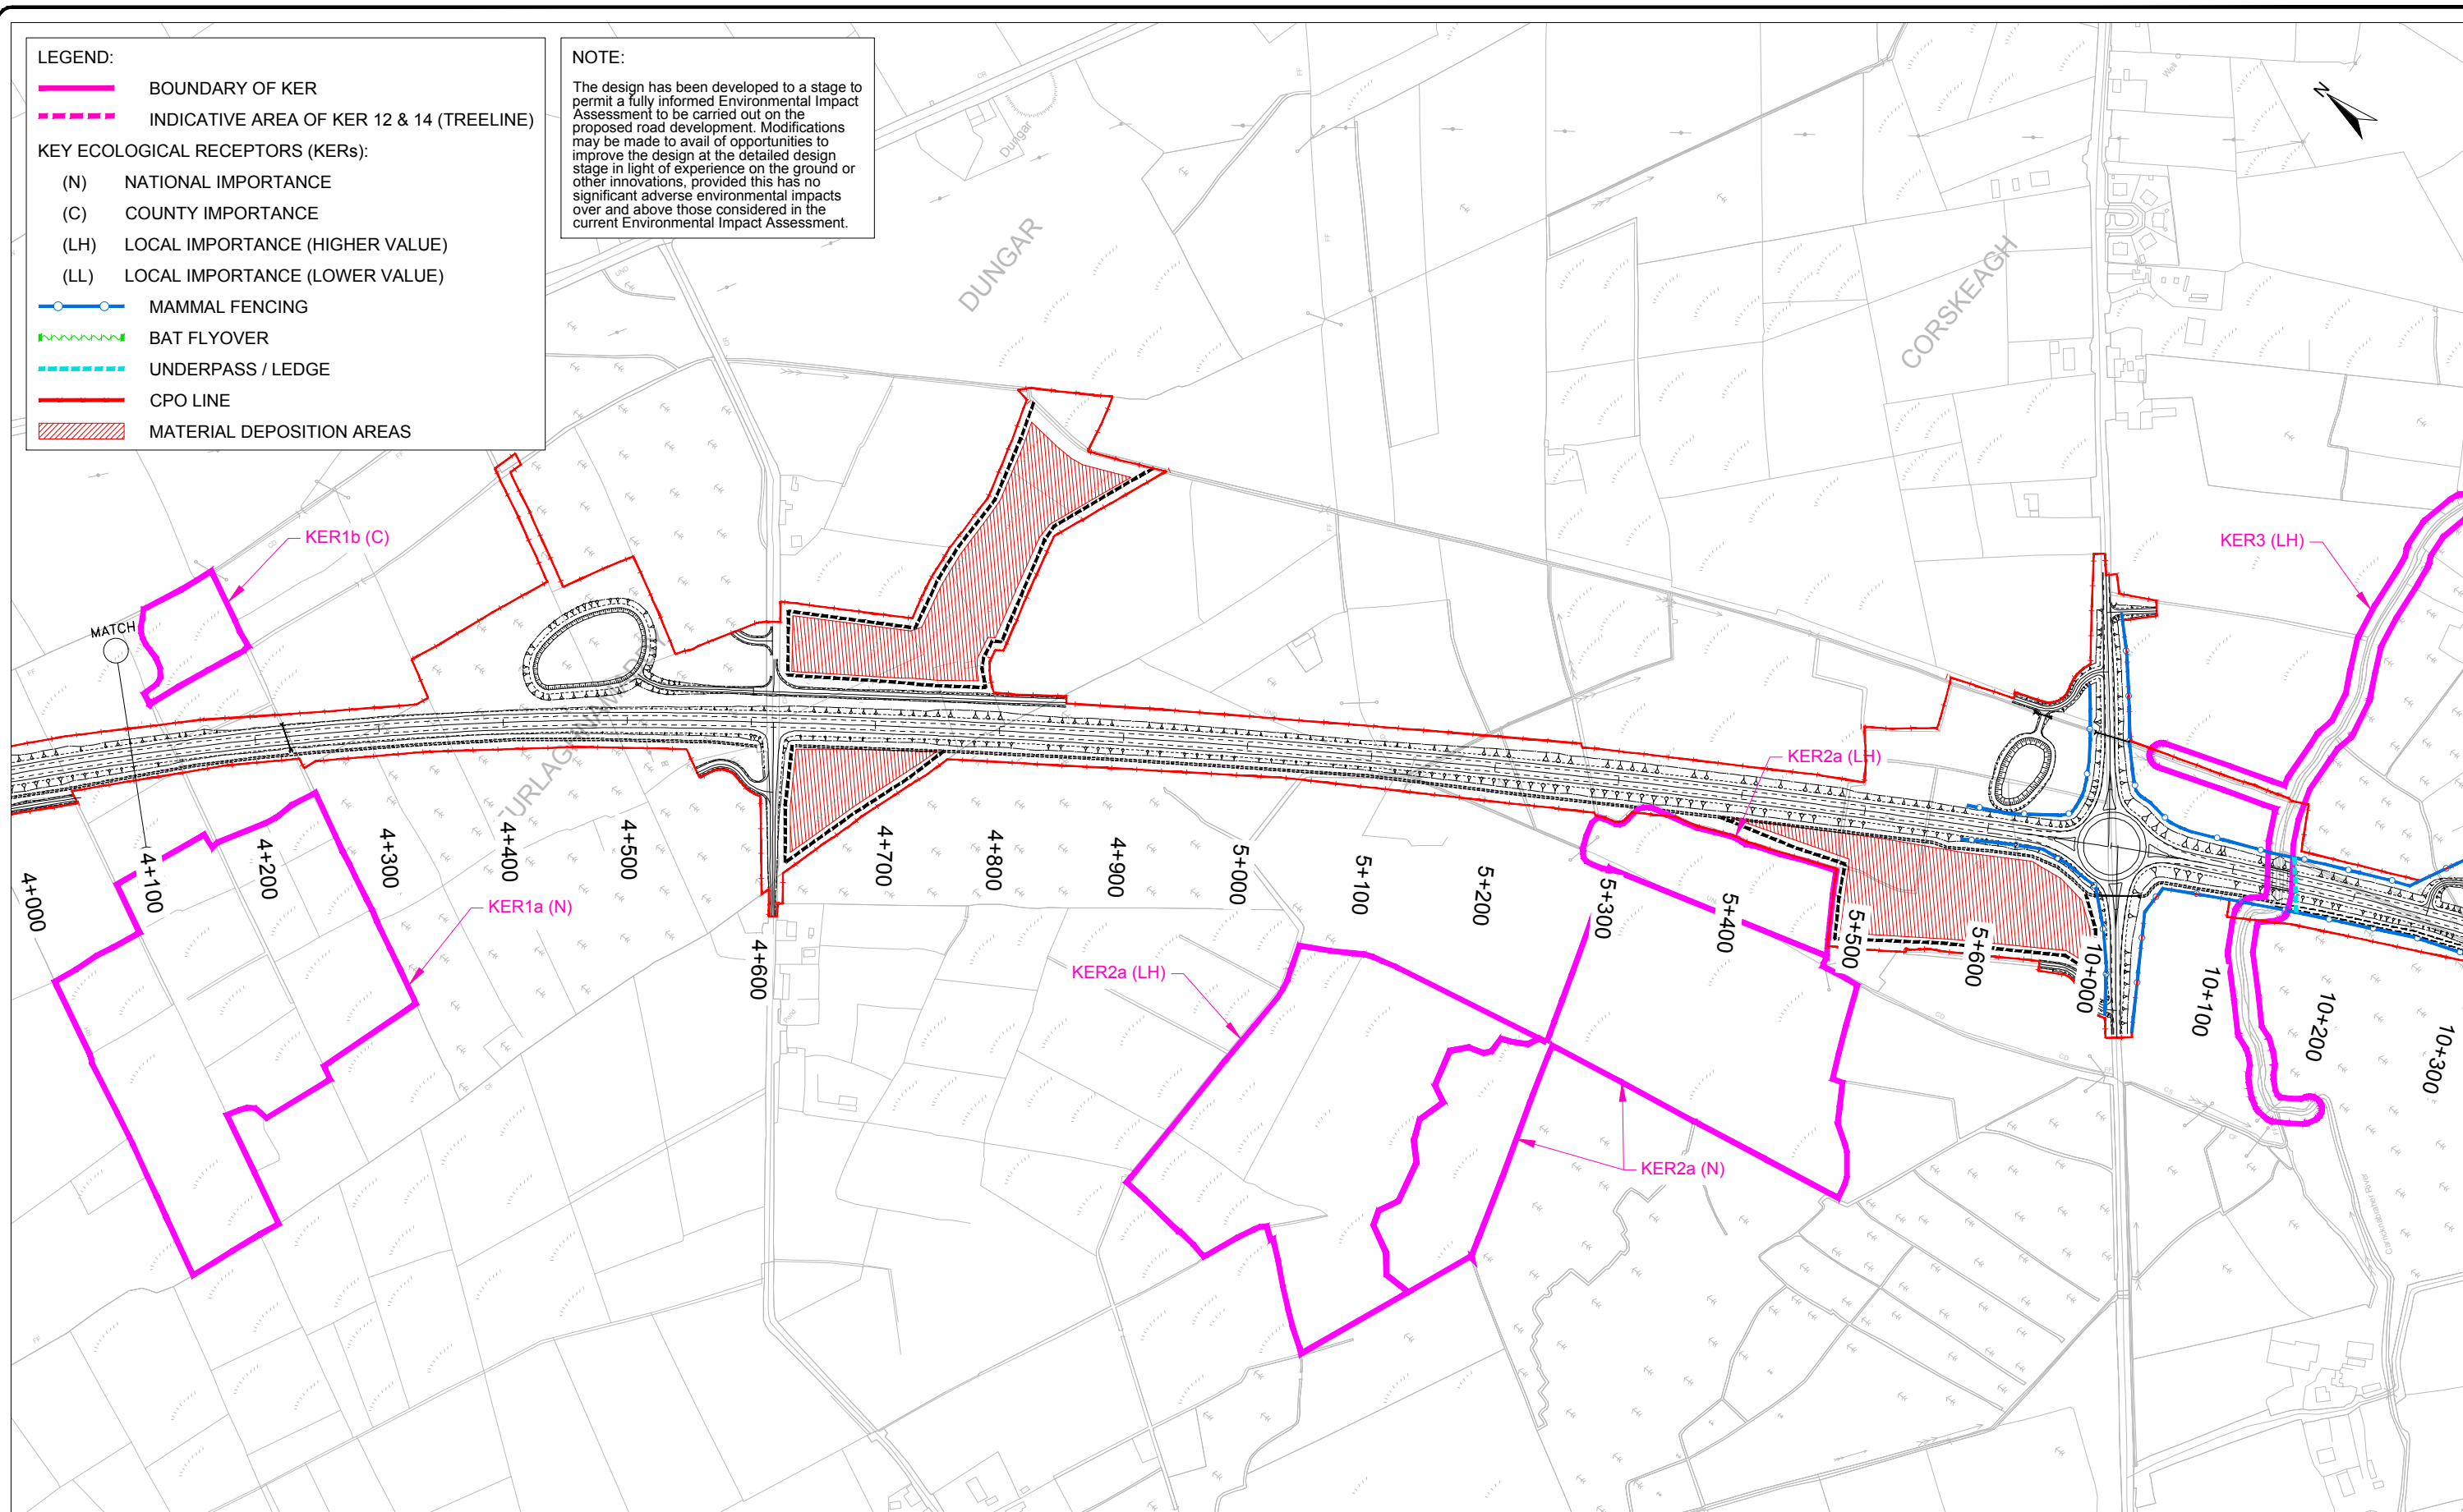 LEGEND:
BOUNDARY OF KER
INDICATIVE AREA OF KER 12 & 14 (TREELINE)
KEY ECOLOGICAL RECEPTORS (KERs):
(N) NATIONAL IMPORTANCE
(C) COUNTY IMPORTANCE
(LH) LOCAL IMPORTANCE (HIGHER VALUE)
(LL) LOCAL IMPORTANCE (LOWER VALUE)
MAMMAL FENCING
BAT FLYOVER
UNDERPASS / LEDGE
CPO LINE
MATERIAL DEPOSITION AREAS
NOTE:
The design has been developed to a stage to
permit a fully informed Environmental Impact
Assessment to be carried out on the
proposed road development. Modifications
may be made to avail of opportunities to
improve the design at the detailed design
stage in light of experience on the ground or
other innovations, provided this has no
significant adverse environmental impacts
over and above those considered in the
current Environmental Impact Assessment.
N
Well
Dungar
DUNGAR
CORSKEAGH
KER1b (C)
KER3 (LH)
MATCH
KER2a (LH)
KER1a (N)
KER2a (LH)
KER2a (N)
4+000
4+100
4+200
4+300
4+400
4+500
4+600
4+700
4+800
4+900
5+000
5+100
5+200
5+300
5+400
5+500
5+600
10+000
10+100
10+200
10+300
Carricknabraher River